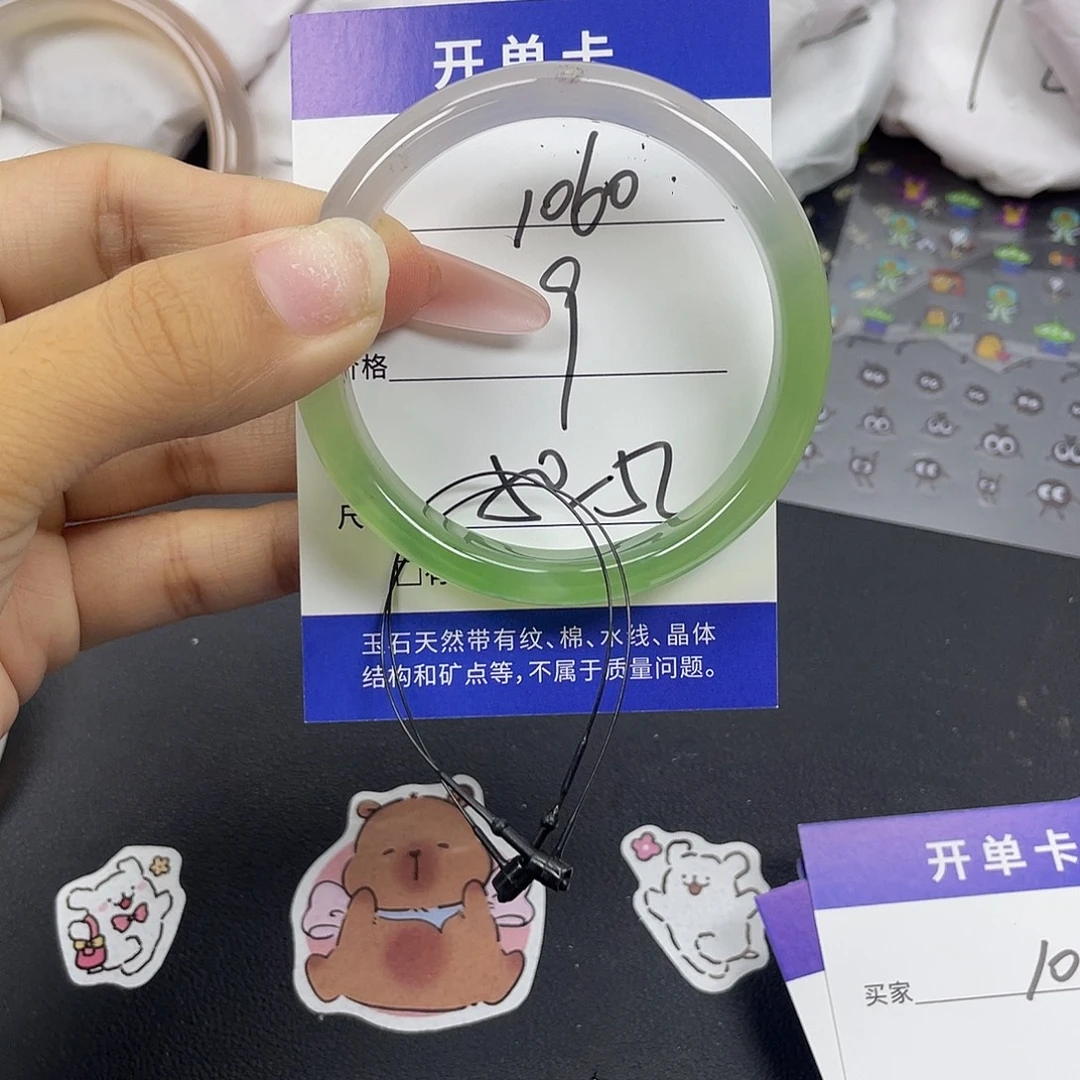 开单卡
1060
9
价格
50-52
尺
玉石天然带有纹、棉、水线、晶体
结构和矿点等，不属于质量问题。
开单卡
买家 10